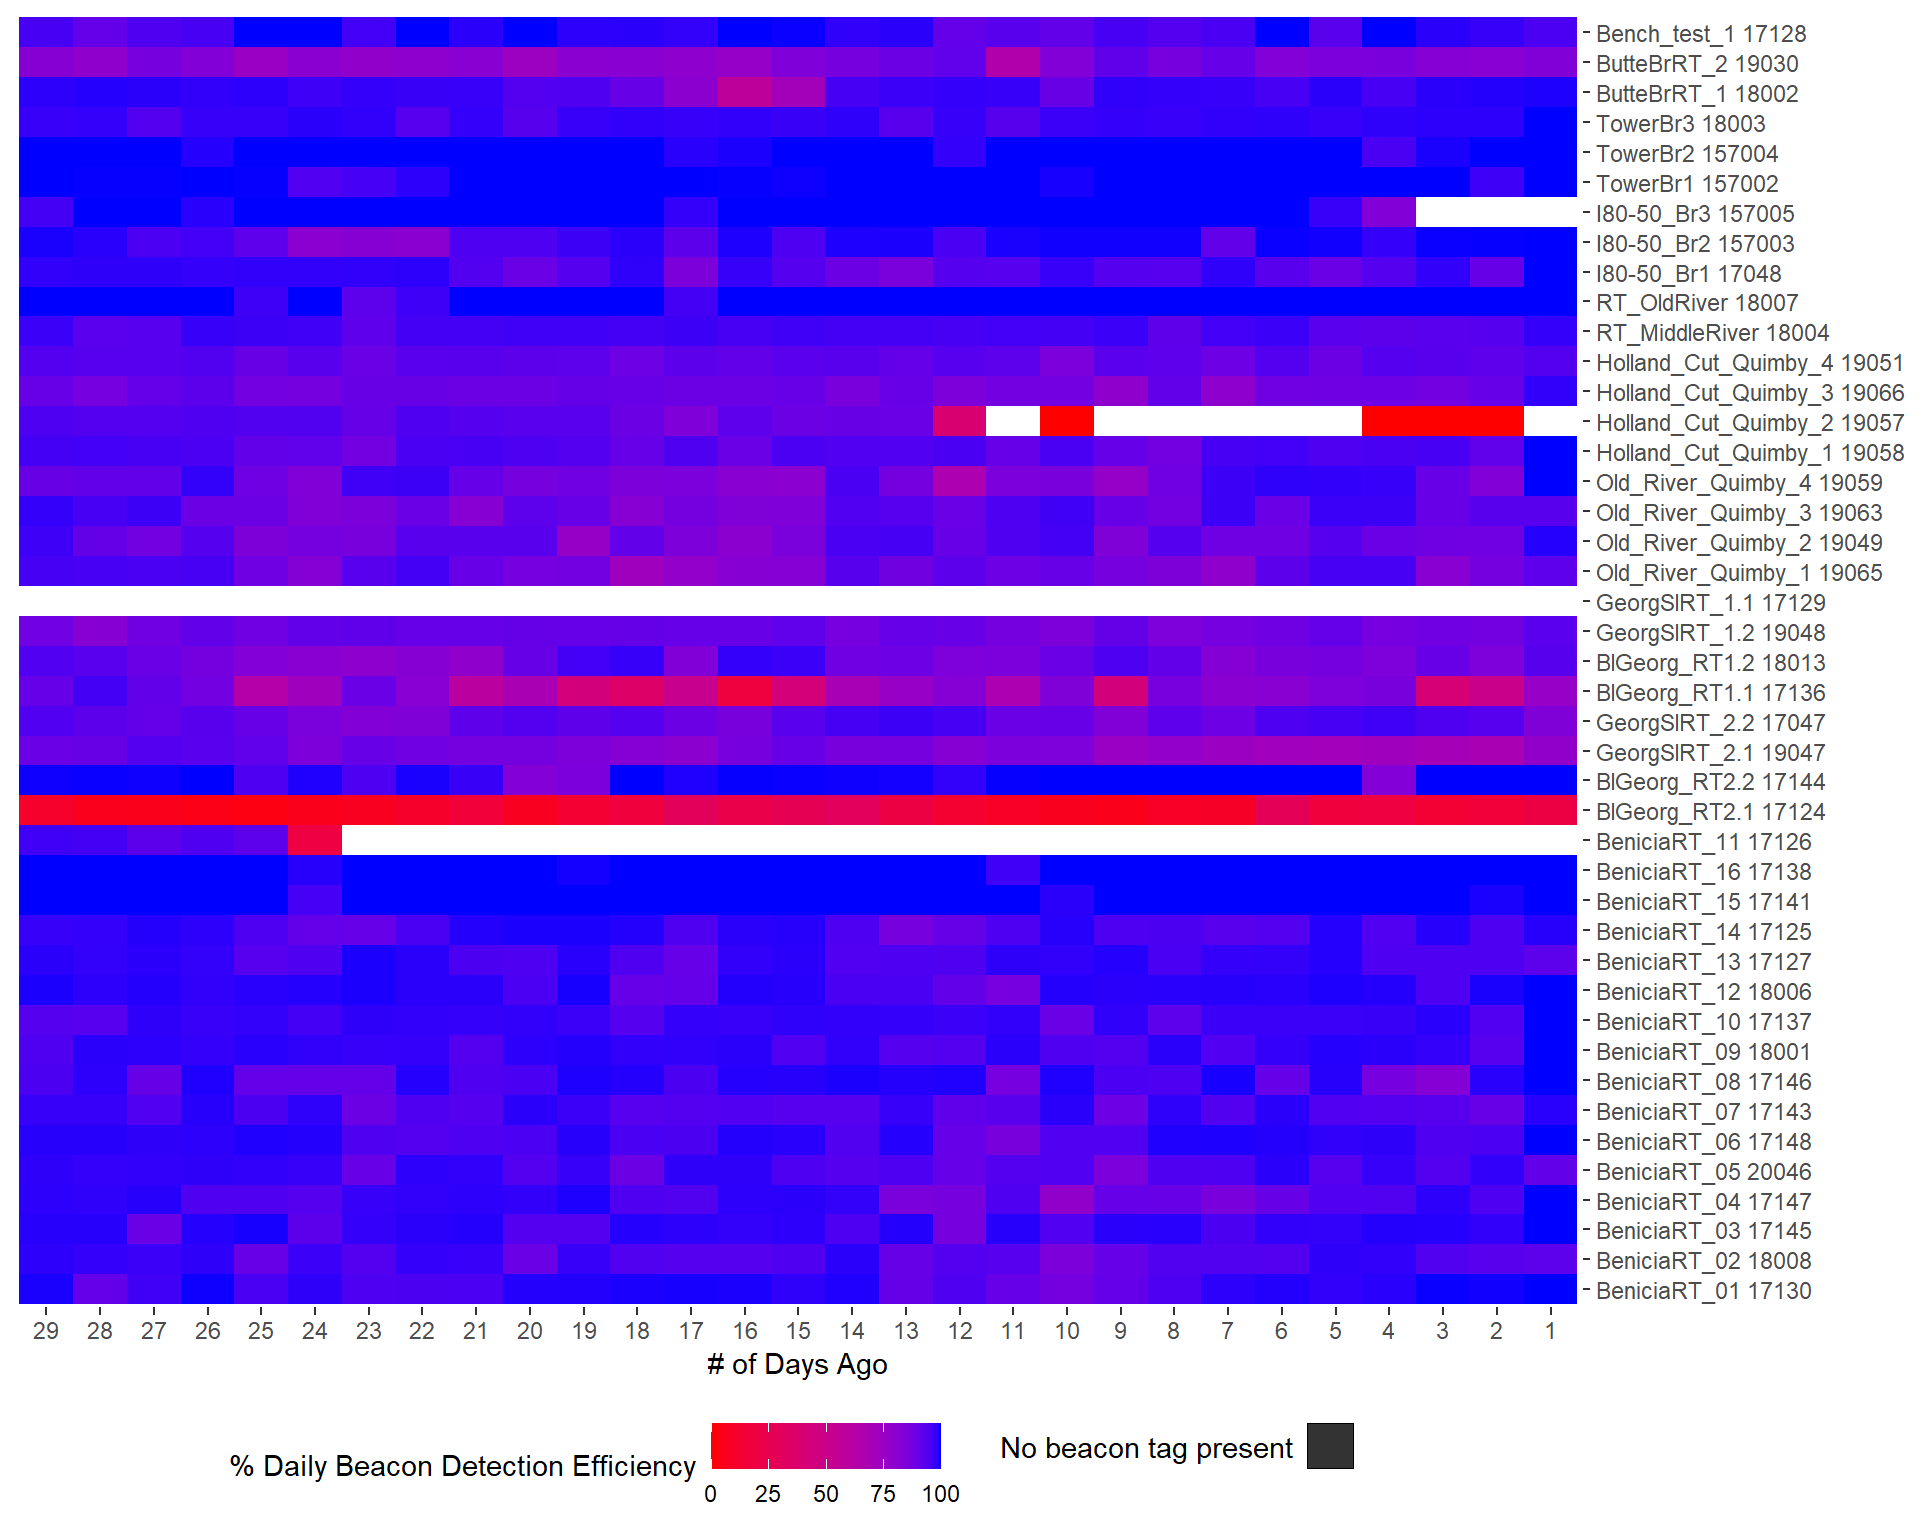 Bench_test_1 17128
ButteBrRT_2 19030
ButteBrRT_1 18002
TowerBr3 18003
TowerBr2 157004
TowerBr1 157002
I80-50_Br3 157005
I80-50_Br2 157003
I80-50_Br1 17048
RT_OldRiver 18007
RT_MiddleRiver 18004
Holland_Cut_Quimby_4 19051
Holland_Cut_Quimby_3 19066
Holland_Cut_Quimby_2 19057
Holland_Cut_Quimby_1 19058
Old_River_Quimby_4 19059
Old_River_Quimby_3 19063
Old_River_Quimby_2 19049
Old_River_Quimby_1 19065
GeorgSlRT_1.1 17129
GeorgSlRT_1.2 19048
BlGeorg_RT1.2 18013
BlGeorg_RT1.1 17136
GeorgSlRT_2.2 17047
GeorgSlRT_2.1 19047
BlGeorg_RT2.2 17144
BlGeorg_RT2.1 17124
BeniciaRT_11 17126
BeniciaRT_16 17138
BeniciaRT_15 17141
BeniciaRT_14 17125
BeniciaRT_13 17127
BeniciaRT_12 18006
BeniciaRT_10 17137
BeniciaRT_09 18001
BeniciaRT_08 17146
BeniciaRT_07 17143
BeniciaRT_06 17148
BeniciaRT_05 20046
BeniciaRT_04 17147
BeniciaRT_03 17145
BeniciaRT_02 18008
BeniciaRT_01 17130
29 28 27 26 25 24 23 22 21 20 19 18 17 16 15 14 13 12 11 10 9 8 7 6 5 4 3 2 1
# of Days Ago
% Daily Beacon Detection Efficiency
0 25 50 75 100
No beacon tag present